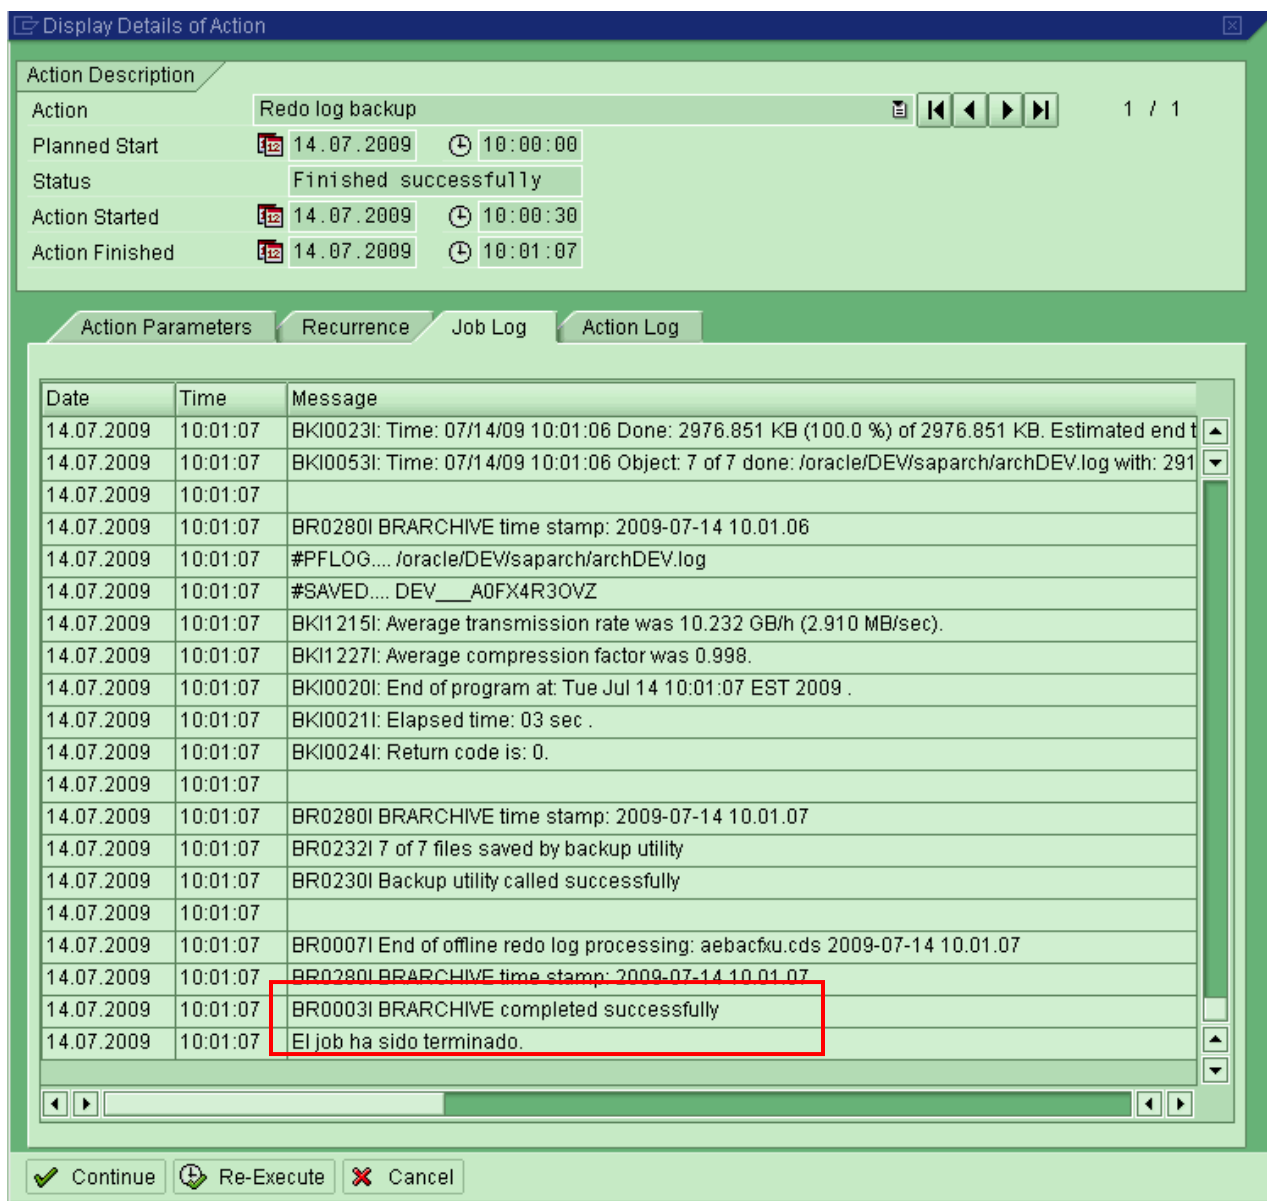 Display Details of Action
Action Description
Action Redo log backup 1 / 1
Planned Start 14.07.2009 10:00:00
Status Finished successfully
Action Started 14.07.2009 10:00:30
Action Finished 14.07.2009 10:01:07
Action Parameters Recurrence Job Log Action Log
Date Time Message
14.07.2009 10:01:07 BKI0023I: Time: 07/14/09 10:01:06 Done: 2976.851 KB (100.0 %) of 2976.851 KB. Estimated end t
14.07.2009 10:01:07 BKI0053I: Time: 07/14/09 10:01:06 Object: 7 of 7 done: /oracle/DEV/saparch/archDEV.log with: 291
14.07.2009 10:01:07
14.07.2009 10:01:07 BR0280I BRARCHIVE time stamp: 2009-07-14 10.01.06
14.07.2009 10:01:07 #PFLOG.... /oracle/DEV/saparch/archDEV.log
14.07.2009 10:01:07 #SAVED.... DEV___A0FX4R3OVZ
14.07.2009 10:01:07 BKI1215I: Average transmission rate was 10.232 GB/h (2.910 MB/sec).
14.07.2009 10:01:07 BKI1227I: Average compression factor was 0.998.
14.07.2009 10:01:07 BKI0020I: End of program at: Tue Jul 14 10:01:07 EST 2009 .
14.07.2009 10:01:07 BKI0021I: Elapsed time: 03 sec .
14.07.2009 10:01:07 BKI0024I: Return code is: 0.
14.07.2009 10:01:07
14.07.2009 10:01:07 BR0280I BRARCHIVE time stamp: 2009-07-14 10.01.07
14.07.2009 10:01:07 BR0232I 7 of 7 files saved by backup utility
14.07.2009 10:01:07 BR0230I Backup utility called successfully
14.07.2009 10:01:07
14.07.2009 10:01:07 BR0007I End of offline redo log processing: aebacfxu.cds 2009-07-14 10.01.07
14.07.2009 10:01:07 BR0280I BRARCHIVE time stamp: 2009-07-14 10.01.07
14.07.2009 10:01:07 BR0003I BRARCHIVE completed successfully
14.07.2009 10:01:07 El job ha sido terminado.
Continue Re-Execute Cancel